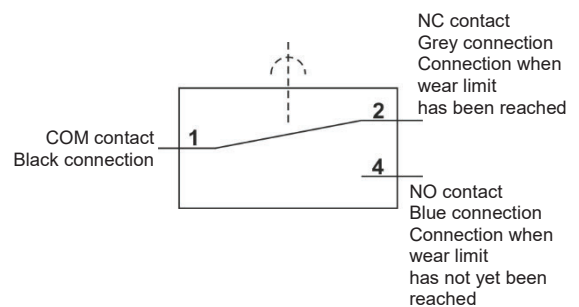 NC contact
Grey connection
Connection when
wear limit
has been reached
2
COM contact
Black connection
1
4
NO contact
Blue connection
Connection when
wear limit
has not yet been
reached